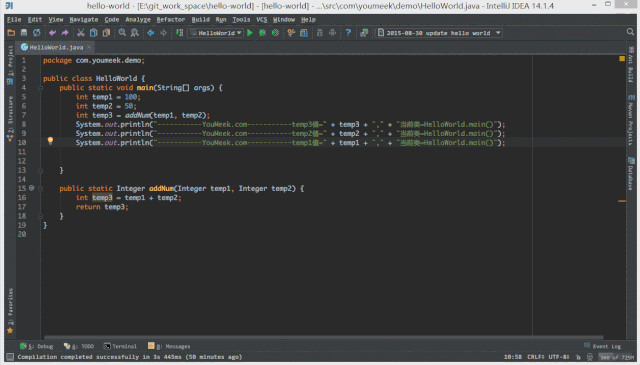 hello-world - [E:\git_work_space\hello-world] - [hello-world] - ...\src\com\youmeek\demo\HelloWorld.java - IntelliJ IDEA 14.1.4
File Edit View Navigate Code Analyze Refactor Build Run Tools VCS Window Help
HelloWorld 2015-08-30 update hello world
HelloWorld.java
1 package com.youmeek.demo;
2
3 public class HelloWorld {
4 public static void main(String[] args) {
5 int temp1 = 100;
6 int temp2 = 50;
7 int temp3 = addNum(temp1, temp2);
8 System.out.println("-----------YouMeek.com-----------temp3值=" + temp3 + "," + "当前类=HelloWorld.main()");
9 System.out.println("-----------YouMeek.com-----------temp2值=" + temp2 + "," + "当前类=HelloWorld.main()");
10 System.out.println("-----------YouMeek.com-----------temp1值=" + temp1 + "," + "当前类=HelloWorld.main()");
11
12
13 }
14
15 public static Integer addNum(Integer temp1, Integer temp2) {
16 int temp3 = temp1 + temp2;
17 return temp3;
18 }
19 }
20
Project
Structure
Favorites
Ant Build
Maven Projects
Database
5: Debug 6: TODO Terminal 0: Messages Event Log
Compilation completed successfully in 3s 445ms (50 minutes ago) 10:58 CRLF÷ UTF-8÷